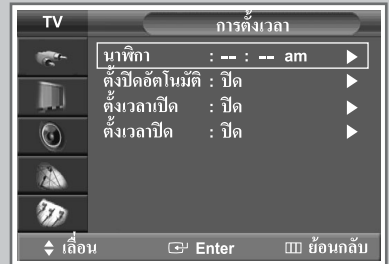 TV การตั้งเวลา
นาฬิกา : -- : -- am
ตั้งปิดอัตโนมัติ : ปิด
ตั้งเวลาเปิด : ปิด
ตั้งเวลาปิด : ปิด
เลื่อน Enter ย้อนกลับ